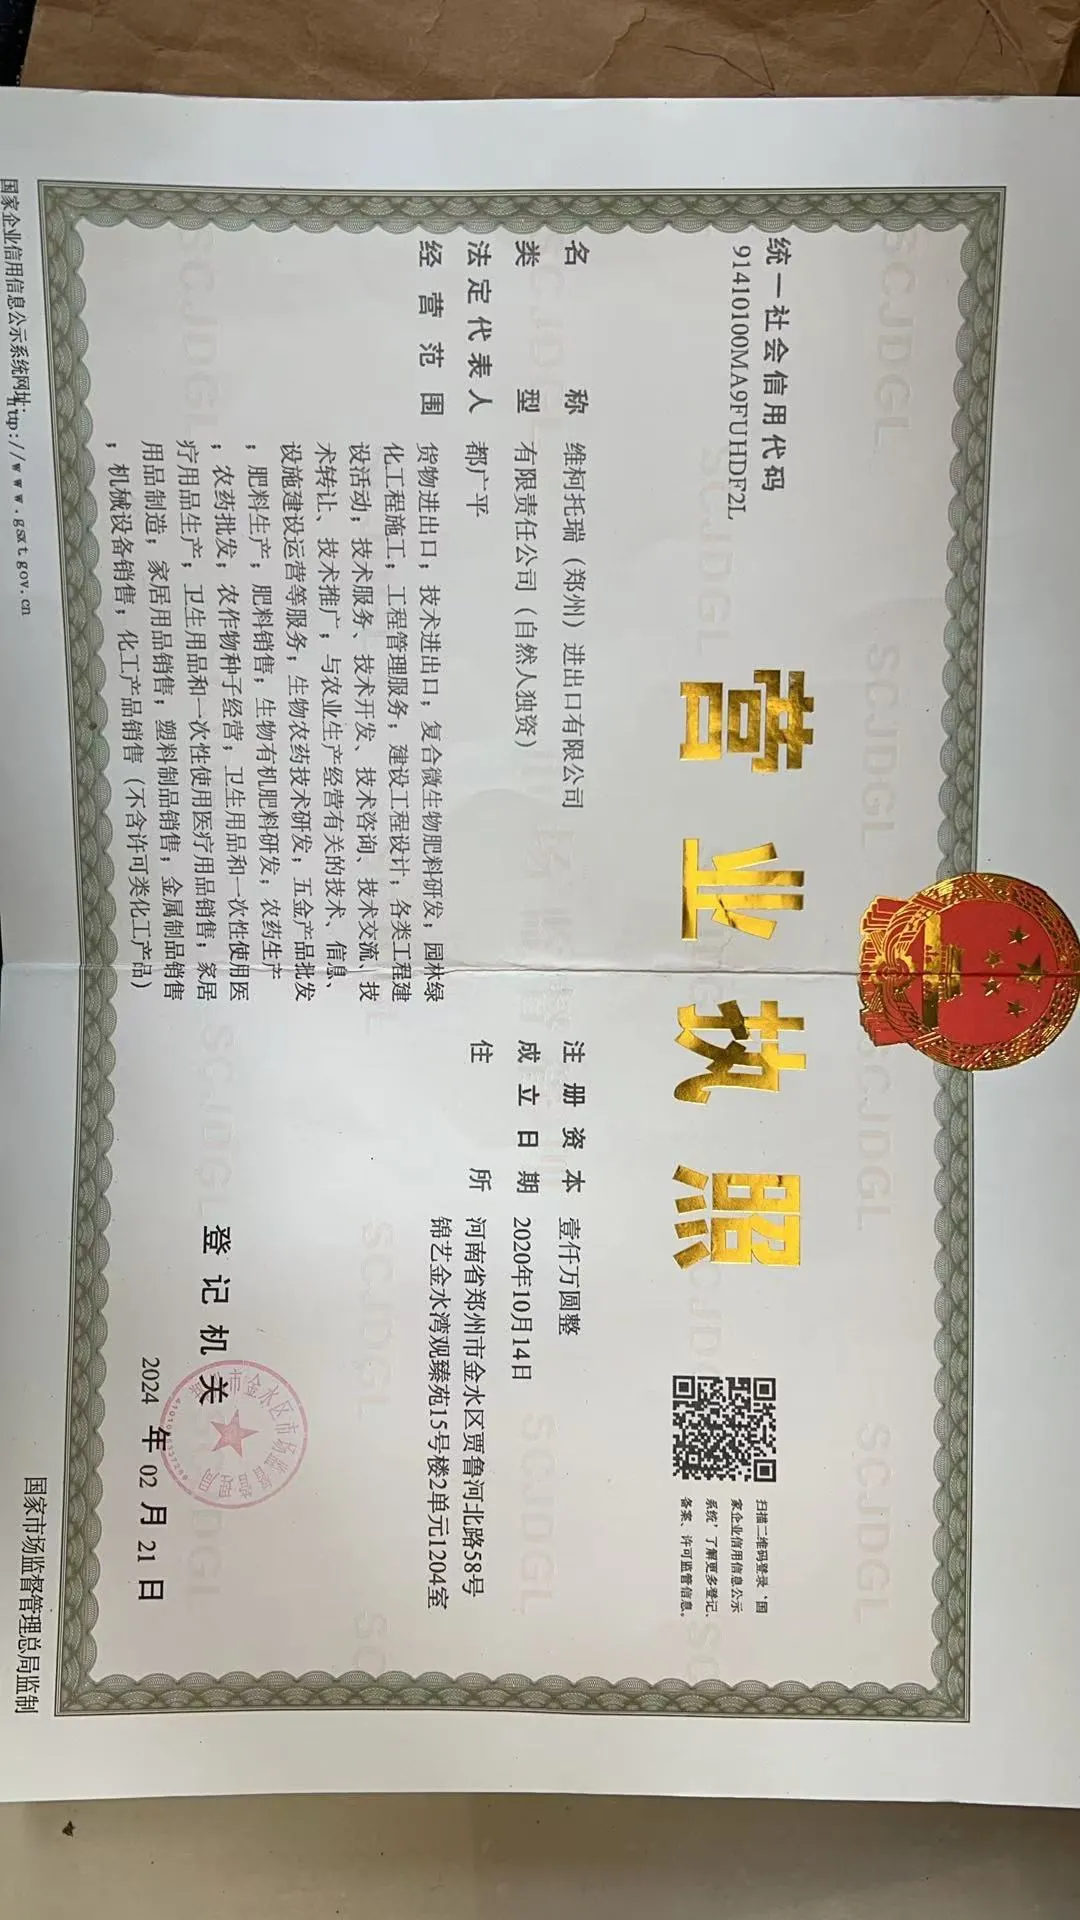 营业执照
统一社会信用代码
91410100MA9FUHDF2L
扫描二维码登录‘国
家企业信用信息公示
系统’了解更多登记、
备案、许可监管信息。
名称 维柯托瑞（郑州）进出口有限公司
类型 有限责任公司（自然人独资）
法定代表人 都广平
经营范围 货物进出口；技术进出口；复合微生物肥料研发；园林绿
化工程施工；工程管理服务；建设工程设计；各类工程建
设活动；技术服务、技术开发、技术咨询、技术交流、技
术转让、技术推广；与农业生产经营有关的技术、信息、
设施建设运营等服务；生物农药技术研发；五金产品批发
；肥料生产；肥料销售；生物有机肥料研发；农药生产
；农药批发；农作物种子经营；卫生用品和一次性使用医
疗用品生产；卫生用品和一次性使用医疗用品销售；家居
用品制造；家居用品销售；塑料制品销售；金属制品销售
；机械设备销售；化工产品销售（不含许可类化工产品）
注册资本 壹仟万圆整
成立日期 2020年10月14日
住所 河南省郑州市金水区贾鲁河北路58号
锦艺金水湾观臻苑15号楼2单元1204室
登记机关
2024 年 02 月 21 日
国家企业信用信息公示系统网址：http://www.gsxt.gov.cn
国家市场监督管理总局监制